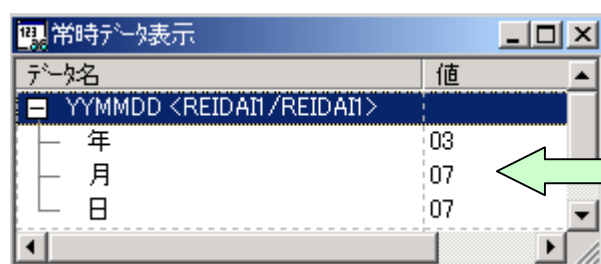 常時ﾃﾞｰﾀ表示
ﾃﾞｰﾀ名 値
YYMMDD <REIDAI1/REIDAI1>
年 03
月 07
日 07